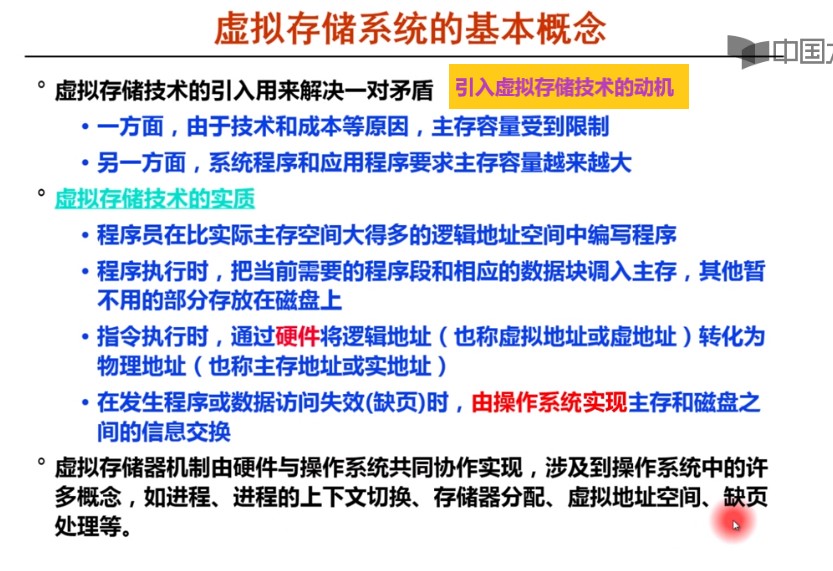 虚拟存储系统的基本概念
中国
° 虚拟存储技术的引入用来解决一对矛盾 引入虚拟存储技术的动机
• 一方面，由于技术和成本等原因，主存容量受到限制
• 另一方面，系统程序和应用程序要求主存容量越来越大
° 虚拟存储技术的实质
• 程序员在比实际主存空间大得多的逻辑地址空间中编写程序
• 程序执行时，把当前需要的程序段和相应的数据块调入主存，其他暂
不用的部分存放在磁盘上
• 指令执行时，通过硬件将逻辑地址（也称虚拟地址或虚地址）转化为
物理地址（也称主存地址或实地址）
• 在发生程序或数据访问失效(缺页)时，由操作系统实现主存和磁盘之
间的信息交换
° 虚拟存储器机制由硬件与操作系统共同协作实现，涉及到操作系统中的许
多概念，如进程、进程的上下文切换、存储器分配、虚拟地址空间、缺页
处理等。